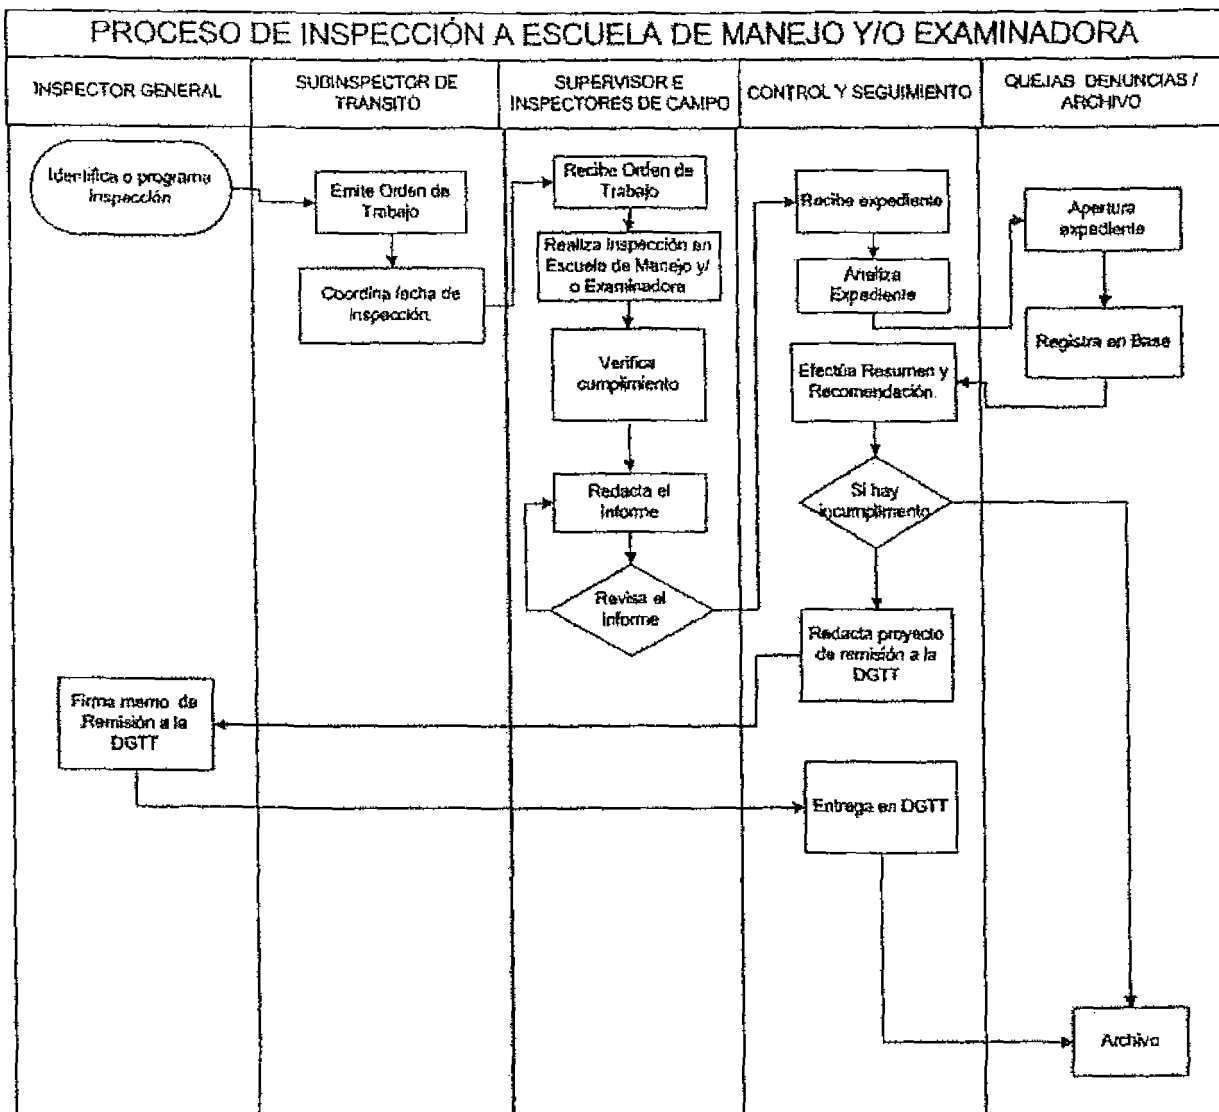 PROCESO DE INSPECCIÓN A ESCUELA DE MANEJO Y/O EXAMINADORA
INSPECTOR GENERAL
SUBINSPECTOR DE
TRÁNSITO
SUPERVISOR E
INSPECTORES DE CAMPO
CONTROL Y SEGUIMIENTO
QUEJAS DENUNCIAS /
ARCHIVO
Identifica o programa
Inspección
Emite Orden de
Trabajo
Coordina fecha de
Inspección.
Recibe Orden de
Trabajo
Realiza Inspección en
Escuela de Manejo y/
o Examinadora
Verifica
cumplimiento
Redacta el
Informe
Revisa el
Informe
Recibe expediente
Analiza
Expediente
Apertura
expediente
Registra en Base
Efectúa Resumen y
Recomendación.
Si hay
incumplimento
Redacta proyecto
de remisión a la
DGTT
Firma memo de
Remisión a la
DGTT
Entrega en DGTT
Archivo